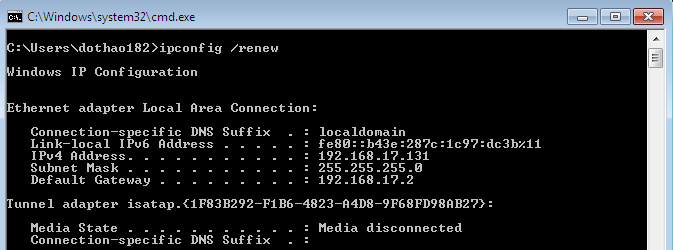 C:\Windows\system32\cmd.exe
C:\Users\dothao182>ipconfig /renew
Windows IP Configuration
Ethernet adapter Local Area Connection:
Connection-specific DNS Suffix  . : localdomain
Link-local IPv6 Address . . . . . : fe80::b43e:287c:1c97:dc3b%11
IPv4 Address. . . . . . . . . . . : 192.168.17.131
Subnet Mask . . . . . . . . . . . : 255.255.255.0
Default Gateway . . . . . . . . . : 192.168.17.2
Tunnel adapter isatap.{1F83B292-F1B6-4823-A4D8-9F68FD98AB27}:
Media State . . . . . . . . . . . : Media disconnected
Connection-specific DNS Suffix  . :